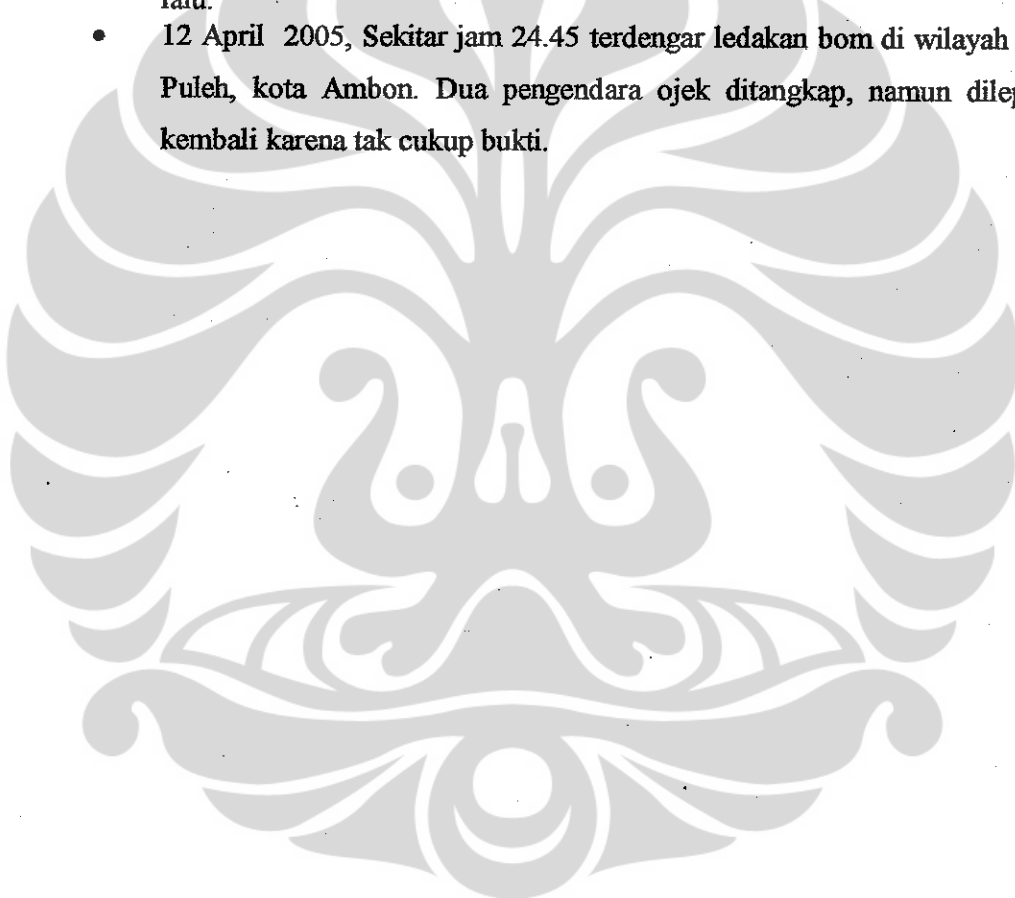 lalu.
• 12 April 2005, Sekitar jam 24.45 terdengar ledakan bom di wilayah
Puleh, kota Ambon. Dua pengendara ojek ditangkap, namun
kembali karena tak cukup bukti.